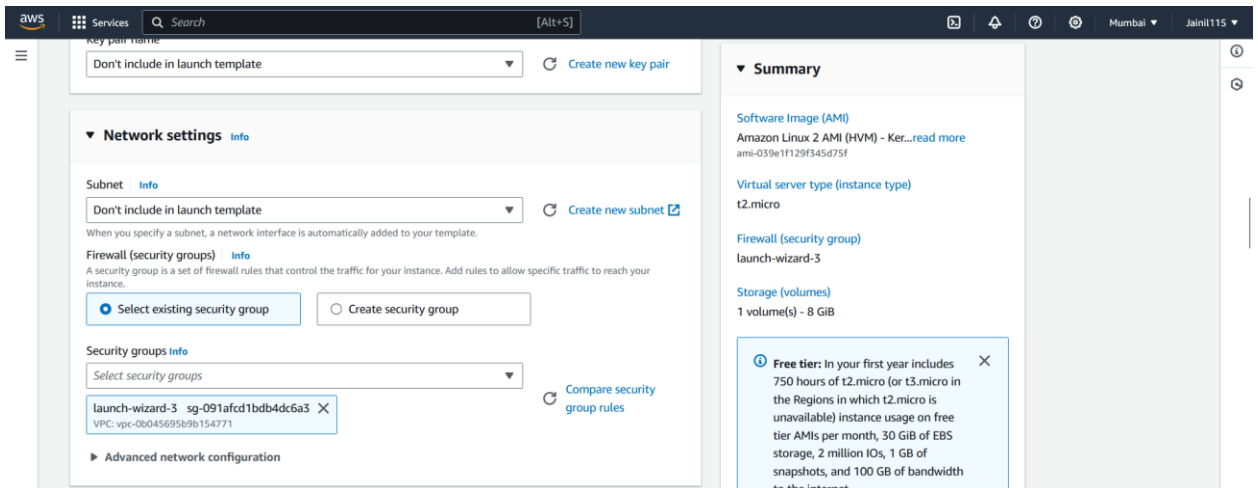 aws
Services
Search
[Alt+S]
Mumbai
Jainil115
Key pair name
Don't include in launch template
Create new key pair
Network settings Info
Subnet Info
Don't include in launch template
Create new subnet
When you specify a subnet, a network interface is automatically added to your template.
Firewall (security groups) Info
A security group is a set of firewall rules that control the traffic for your instance. Add rules to allow specific traffic to reach your
instance.
Select existing security group
Create security group
Security groups Info
Select security groups
Compare security
group rules
launch-wizard-3 sg-091afcd1bdb4dc6a3
VPC: vpc-0b045695b9b154771
Advanced network configuration
Summary
Software Image (AMI)
Amazon Linux 2 AMI (HVM) - Ker...read more
ami-039e1f129f345d75f
Virtual server type (instance type)
t2.micro
Firewall (security group)
launch-wizard-3
Storage (volumes)
1 volume(s) - 8 GiB
Free tier: In your first year includes
750 hours of t2.micro (or t3.micro in
the Regions in which t2.micro is
unavailable) instance usage on free
tier AMIs per month, 30 GiB of EBS
storage, 2 million IOs, 1 GB of
snapshots, and 100 GB of bandwidth
to the internet.